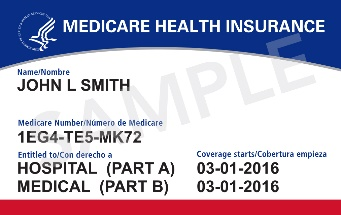 MEDICARE HEALTH INSURANCE
SAMPLE
Name/Nombre
JOHN L SMITH
Medicare Number/Número de Medicare
1EG4-TE5-MK72
Entitled to/Con derecho a Coverage starts/Cobertura empieza
HOSPITAL (PART A) 03-01-2016
MEDICAL (PART B) 03-01-2016